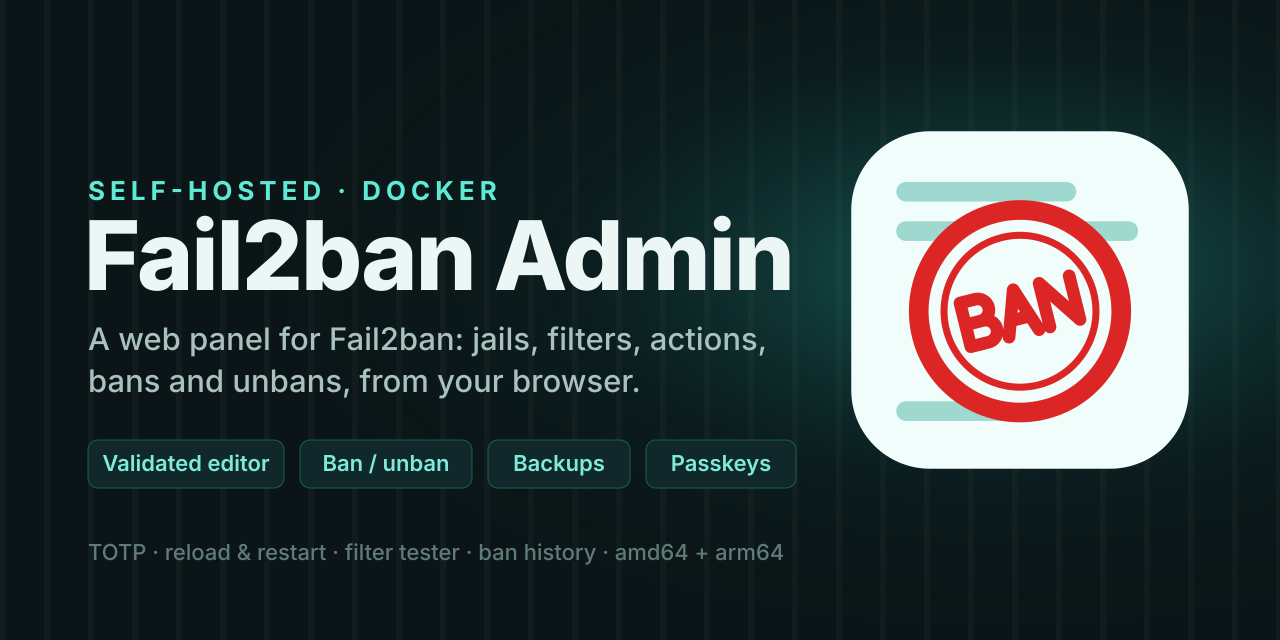 SELF-HOSTED · DOCKER
Fail2ban Admin
A web panel for Fail2ban: jails, filters, actions,
bans and unbans, from your browser.
Validated editor
Ban / unban
Backups
Passkeys
TOTP · reload & restart · filter tester · ban history · amd64 + arm64
BAN